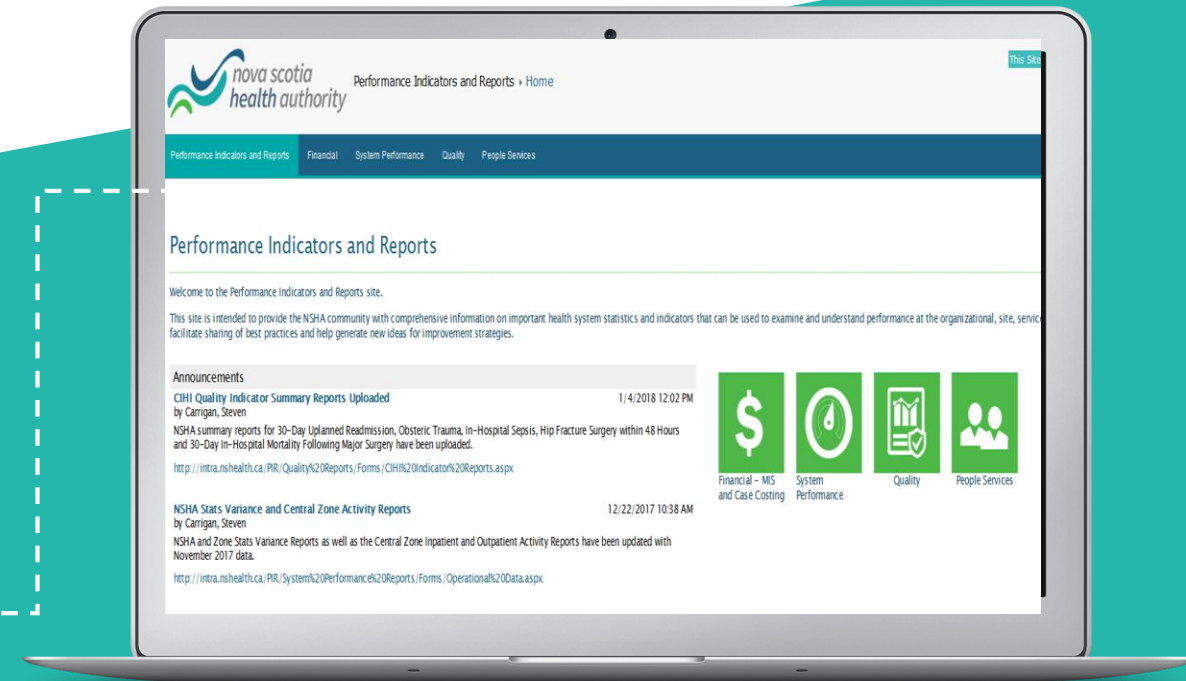 nova scotia
health authority
Performance Indicators and Reports › Home
This Site
Performance Indicators and Reports Financial System Performance Quality People Services
Performance Indicators and Reports
Welcome to the Performance Indicators and Reports site.
This site is intended to provide the NSHA community with comprehensive information on important health system statistics and indicators that can be used to examine and understand performance at the organizational, site, servic
facilitate sharing of best practices and help generate new ideas for improvement strategies.
Announcements
CIHI Quality Indicator Summary Reports Uploaded 1/4/2018 12:02 PM
by Carrigan, Steven
NSHA summary reports for 30-Day Uplanned Readmission, Obsteric Trauma, In-Hospital Sepsis, Hip Fracture Surgery within 48 Hours
and 30-Day In-Hospital Mortality Following Major Surgery have been uploaded.
http://intra.nshealth.ca/PIR/Quality%20Reports/Forms/CIHI%20Indicator%20Reports.aspx
NSHA Stats Variance and Central Zone Activity Reports 12/22/2017 10:38 AM
by Carrigan, Steven
NSHA and Zone Stats Variance Reports as well as the Central Zone Inpatient and Outpatient Activity Reports have been updated with
November 2017 data.
http://intra.nshealth.ca/PIR/System%20Performance%20Reports/Forms/Operational%20Data.aspx
$
Financial - MIS
and Case Costing
System
Performance
Quality
People Services